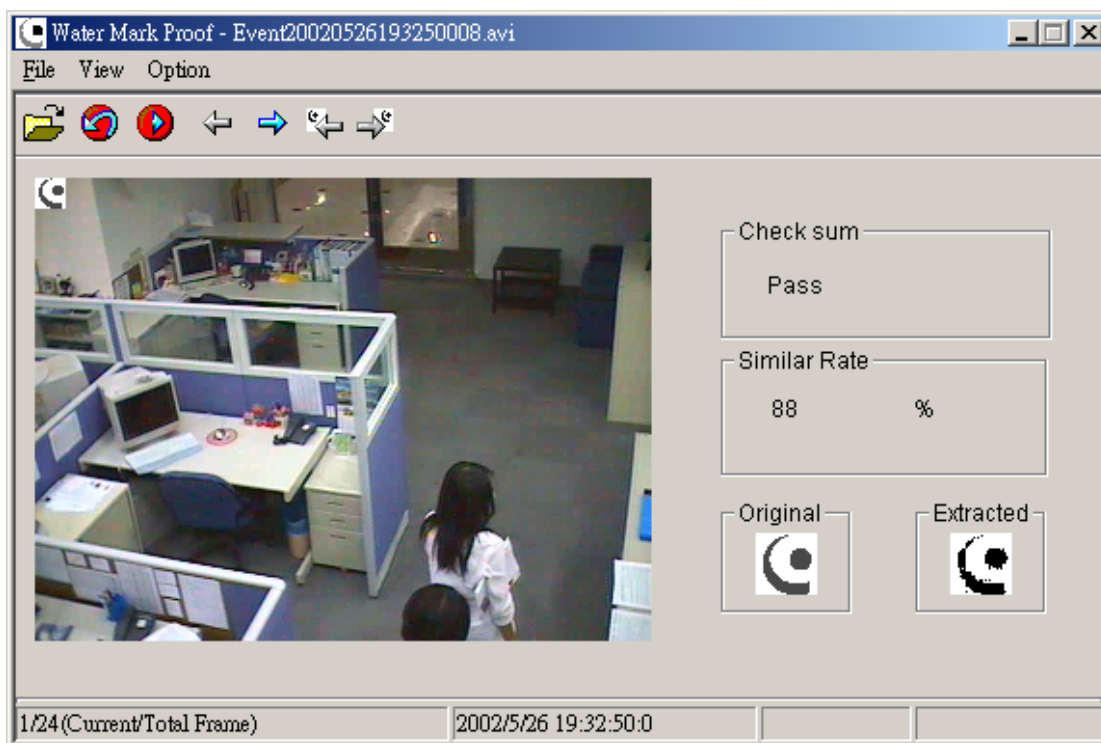 Water Mark Proof - Event20020526193250008.avi
File View Option
Check sum
Pass
Similar Rate
88 %
Original
Extracted
1/24(Current/Total Frame)
2002/5/26 19:32:50:0